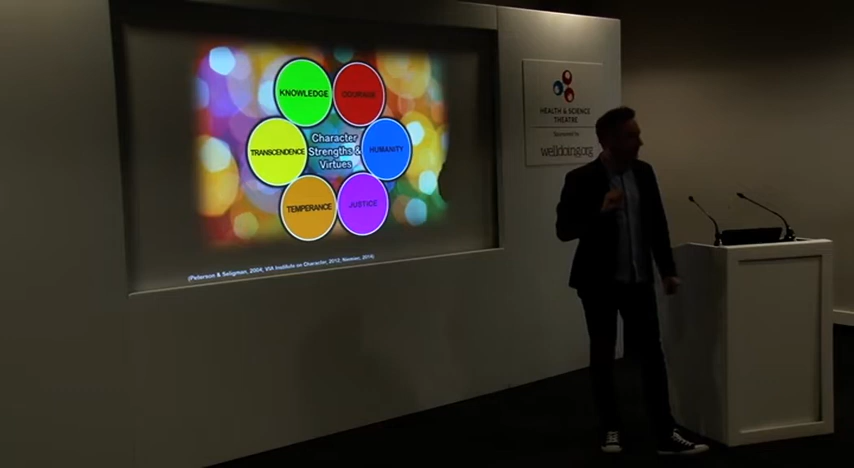 KNOWLEDGE
COURAGE
TRANSCENDENCE
Character
Strengths &
Virtues
HUMANITY
TEMPERANCE
JUSTICE
(Peterson & Seligman, 2004; VIA Institute on Character, 2012; Niemiec, 2014)
HEALTH & SCIENCE
THEATRE
Sponsored by
welldoing.org